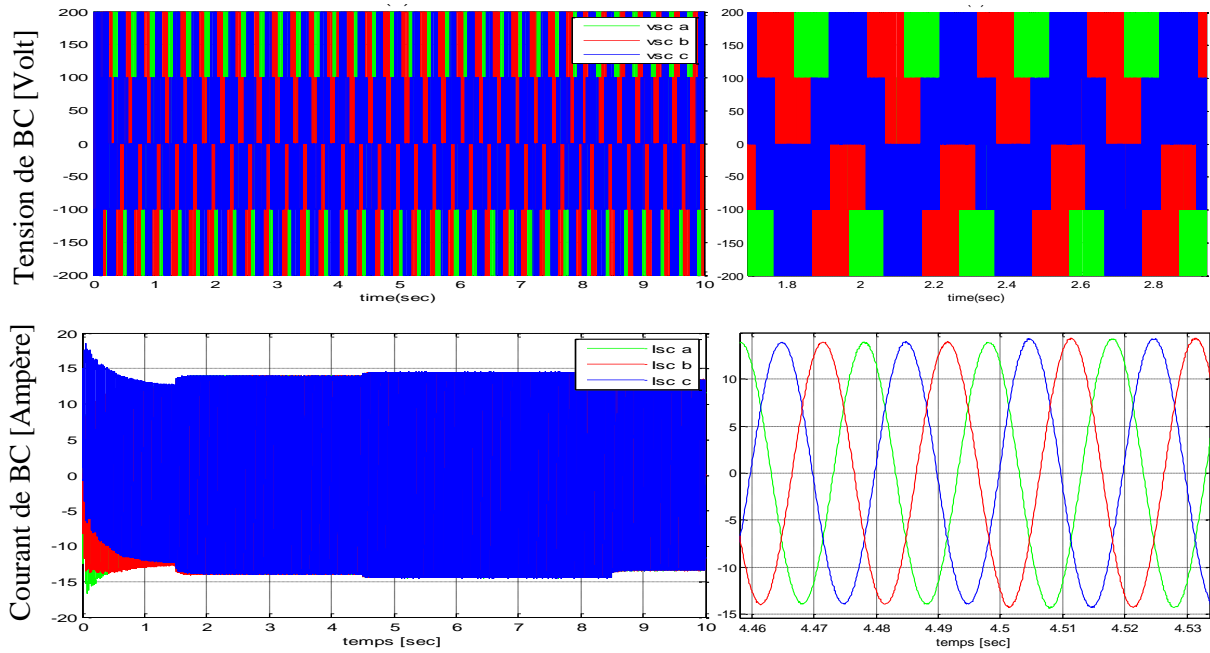 Tension de BC [Volt]
200
150
100
50
0
-50
-100
-150
-200
0 1 2 3 4 5 6 7 8 9 10
time(sec)
vsc a
vsc b
vsc c
200
150
100
50
0
-50
-100
-150
-200
1.8 2 2.2 2.4 2.6 2.8
time(sec)
Courant de BC [Ampère]
20
15
10
5
0
-5
-10
-15
-20
0 1 2 3 4 5 6 7 8 9 10
temps [sec]
Isc a
Isc b
Isc c
10
5
0
-5
-10
-15
4.46 4.47 4.48 4.49 4.5 4.51 4.52 4.53
temps [sec]